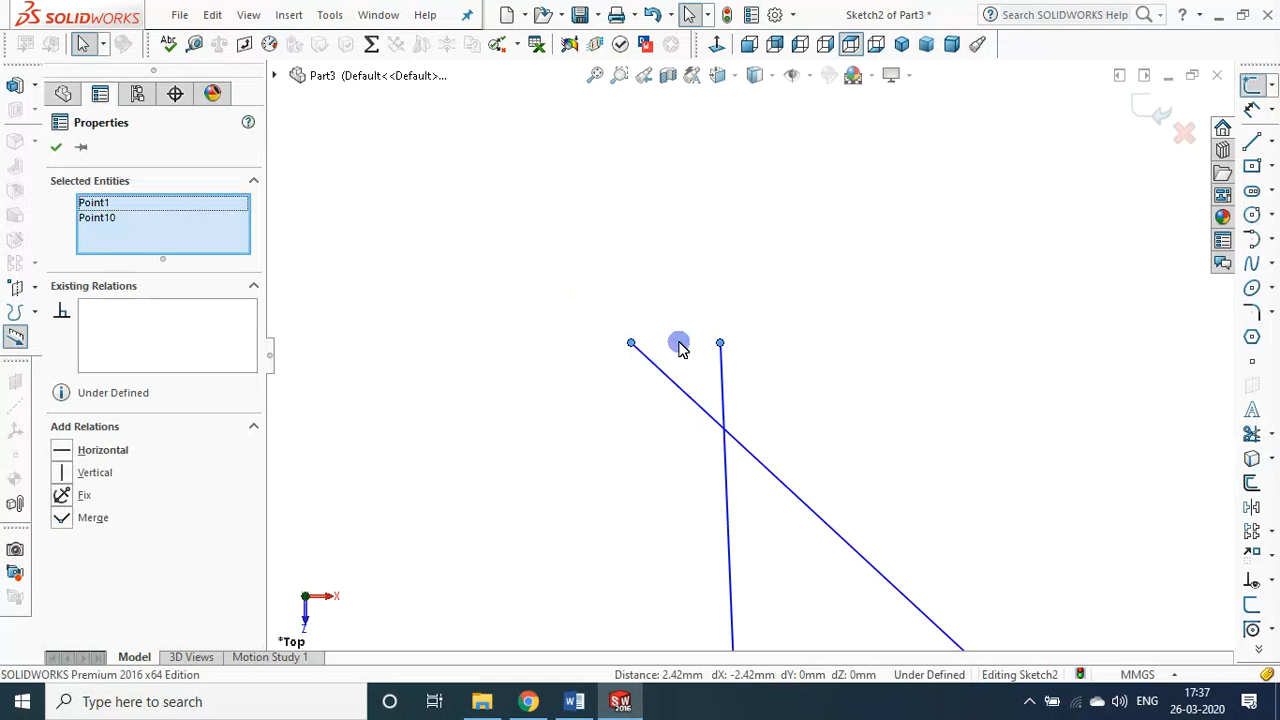 SOLIDWORKS File Edit View Insert Tools Window Help Sketch2 of Part3 * Search SOLIDWORKS Help ?
Abc
Part3 (Default<<Default>...
Properties
Selected Entities
Point1
Point10
Existing Relations
Under Defined
Add Relations
Horizontal
Vertical
Fix
Merge
X
Z
*Top
Model 3D Views Motion Study 1
SOLIDWORKS Premium 2016 x64 Edition Distance: 2.42mm dX: -2.42mm dY: 0mm dZ: 0mm Under Defined Editing Sketch2 MMGS
Type here to search ENG 17:37
26-03-2020